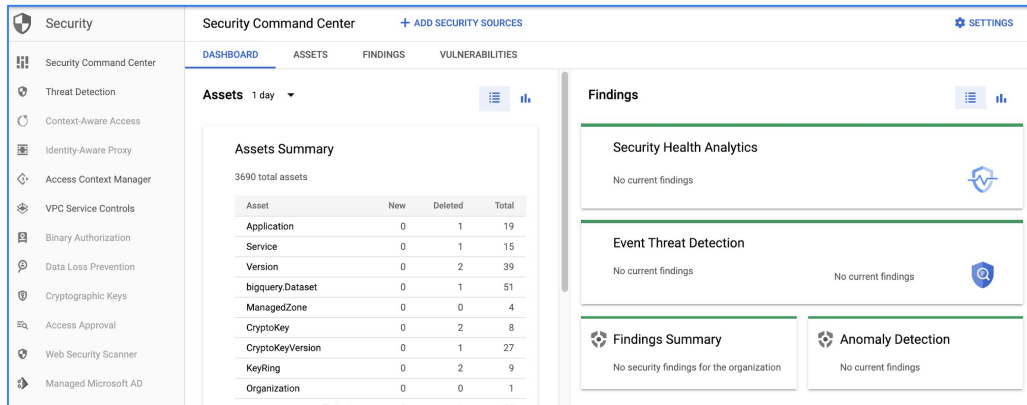 Security
Security Command Center
Threat Detection
Context-Aware Access
Identity-Aware Proxy
Access Context Manager
VPC Service Controls
Binary Authorization
Data Loss Prevention
Cryptographic Keys
Access Approval
Web Security Scanner
Managed Microsoft AD
Security Command Center + ADD SECURITY SOURCES SETTINGS
DASHBOARD ASSETS FINDINGS VULNERABILITIES
Assets 1 day
Assets Summary
3690 total assets
Asset New Deleted Total
Application 0 1 19
Service 0 1 15
Version 0 2 39
bigquery.Dataset 0 1 51
ManagedZone 0 0 4
CryptoKey 0 2 8
CryptoKeyVersion 0 1 27
KeyRing 0 2 9
Organization 0 0 1
Findings
Security Health Analytics
No current findings
Event Threat Detection
No current findings No current findings
Findings Summary
No security findings for the organization
Anomaly Detection
No current findings